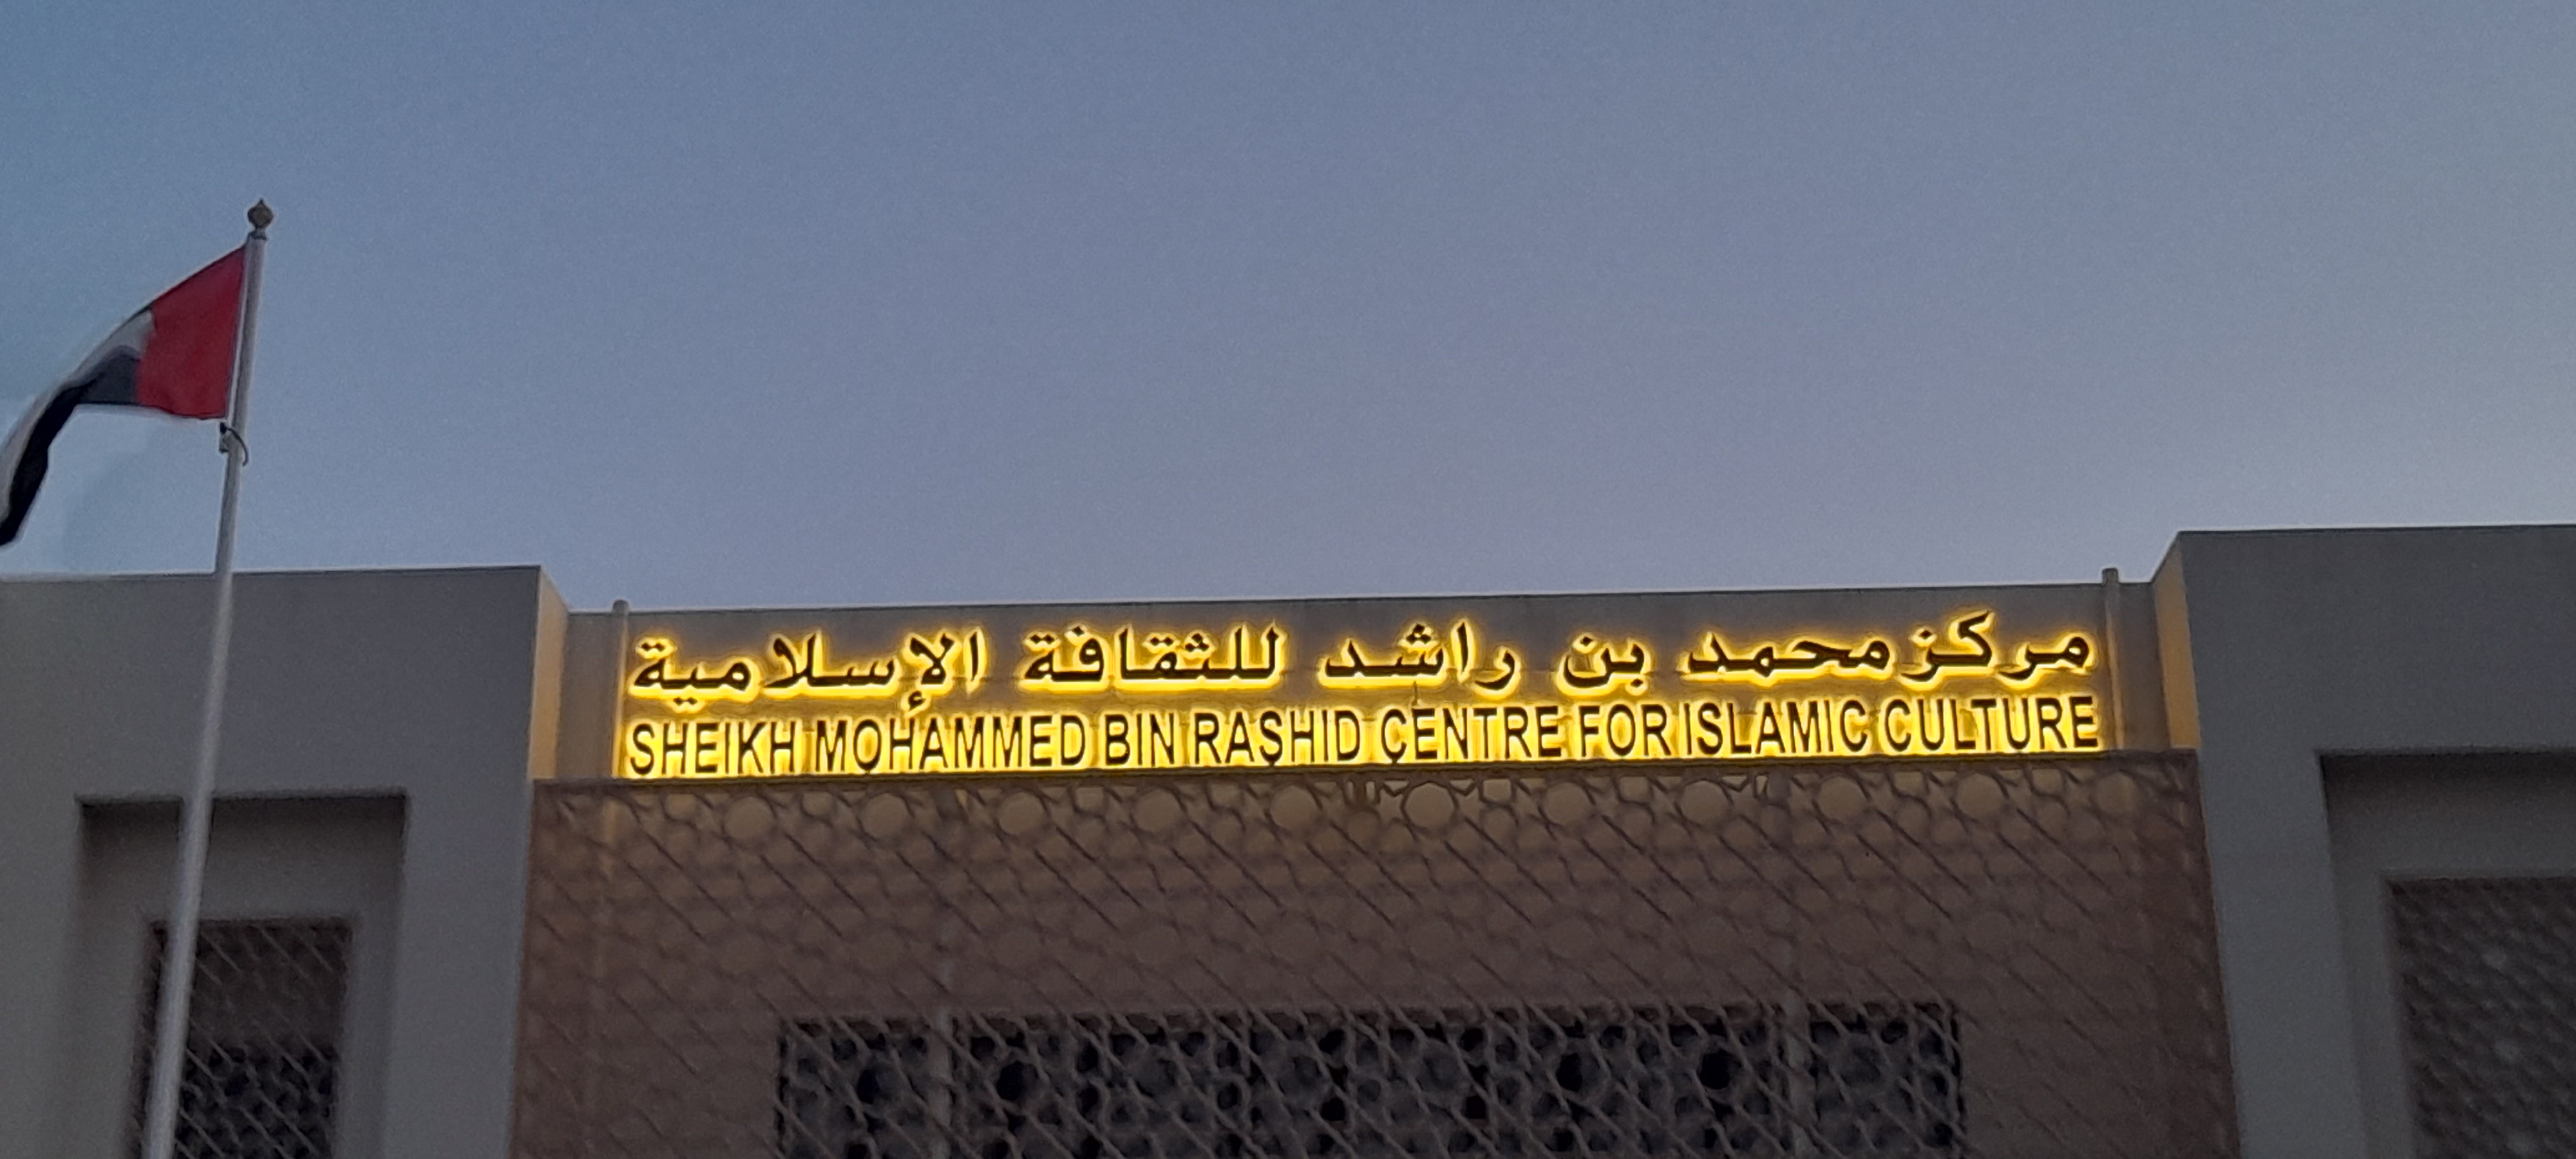 مركز محمد بن راشد للثقافة الإسلامية
SHEIKH MOHAMMED BIN RASHID CENTRE FOR ISLAMIC CULTURE